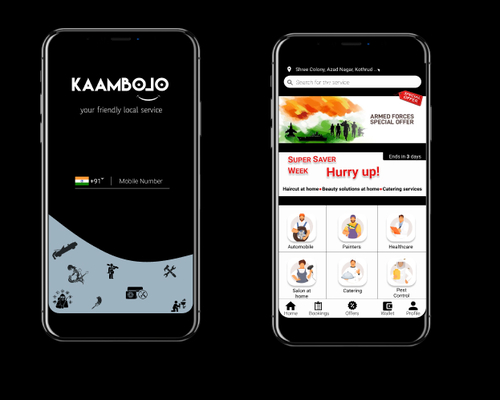 KAAMBOJO
your friendly local service
+91
Mobile Number
Shree Colony, Azad Nagar, Kothrud
Search for the service
SPECIAL OFFER
ARMED FORCES
SPECIAL OFFER
SUPER SAVER
WEEK
Hurry up!
Ends in 3 days
Haircut at home Beauty solutions at home Catering services
Automobile
Painters
Healthcare
Salon at
home
Catering
Pest
Control
Home
Bookings
Offers
Wallet
Profile